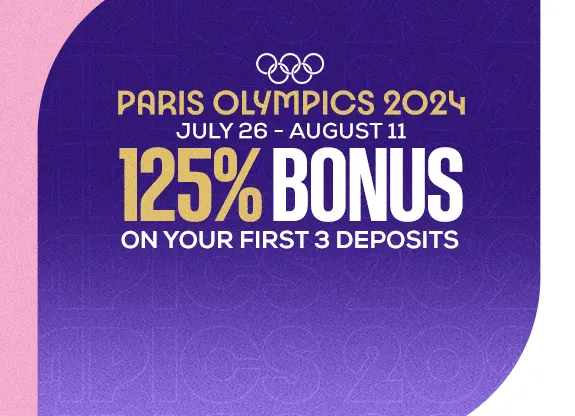 PARIS OLYMPICS 2024
JULY 26 - AUGUST 11
125% BONUS
ON YOUR FIRST 3 DEPOSITS